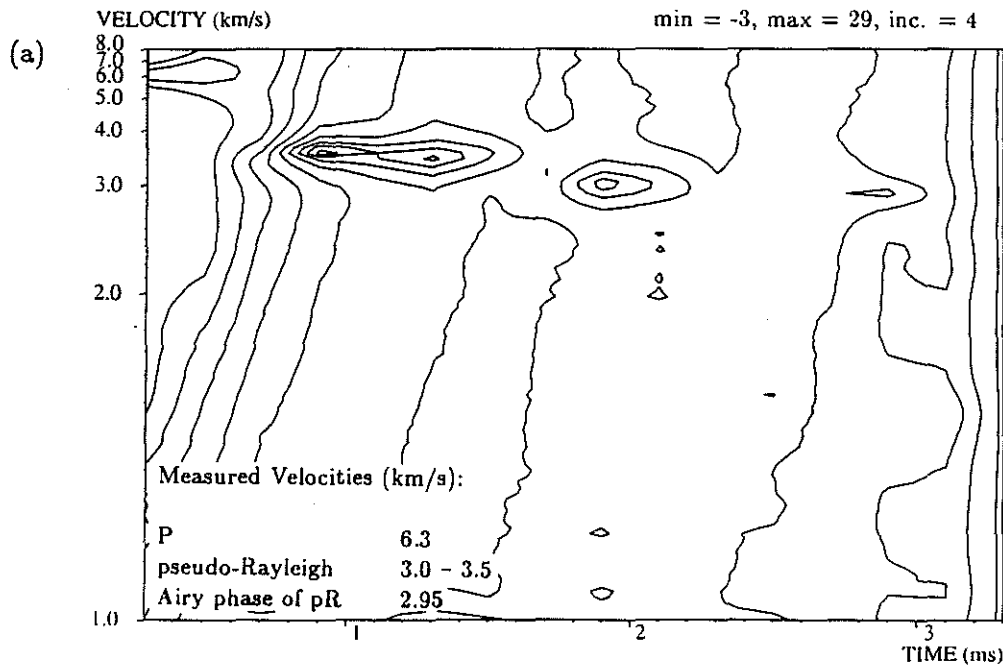 VELOCITY (km/s) min = -3, max = 29, inc. = 4
(a)
8.0
7.0
6.0
5.0
4.0
3.0
2.0
1.0
Measured Velocities (km/s):
P 6.3
pseudo-Rayleigh 3.0 - 3.5
Airy phase of pR 2.95
1 2 3
TIME (ms)